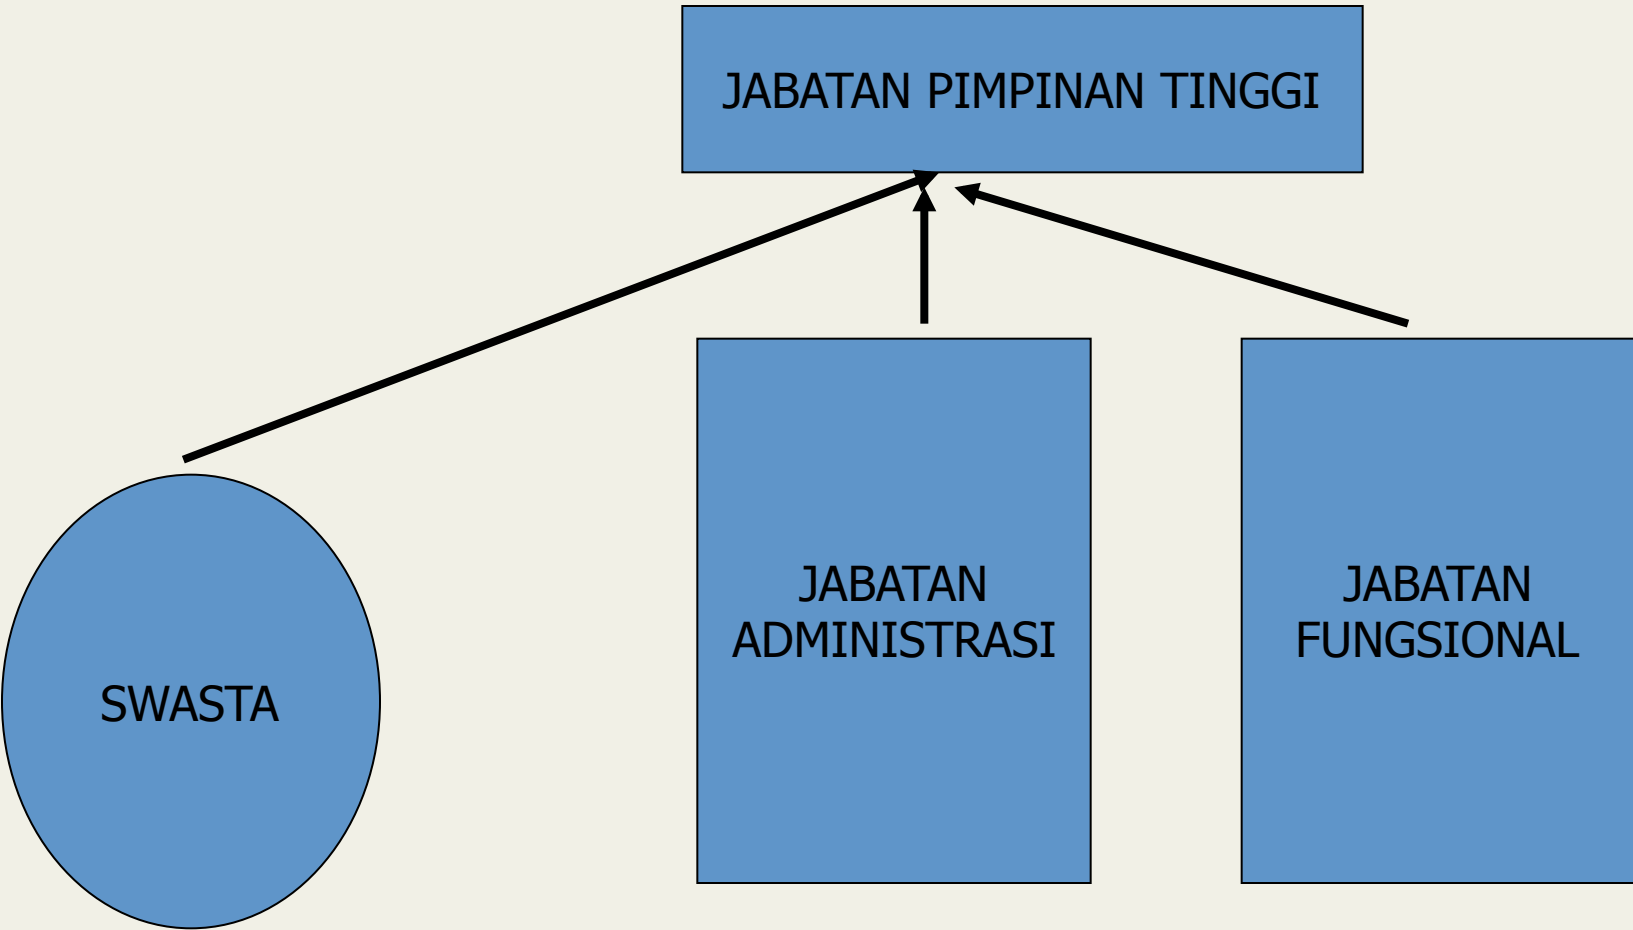 JABATAN PIMPINAN TINGGI
JABATAN
ADMINISTRASI
JABATAN
FUNGSIONAL
SWASTA